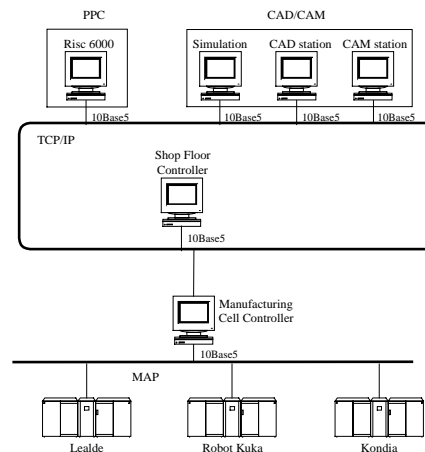 PPC
CAD/CAM
Risc 6000
Simulation
CAD station
CAM station
10Base5
10Base5
10Base5
10Base5
TCP/IP
Shop Floor
Controller
10Base5
Manufacturing
Cell Controller
10Base5
MAP
Lealde
Robot Kuka
Kondia